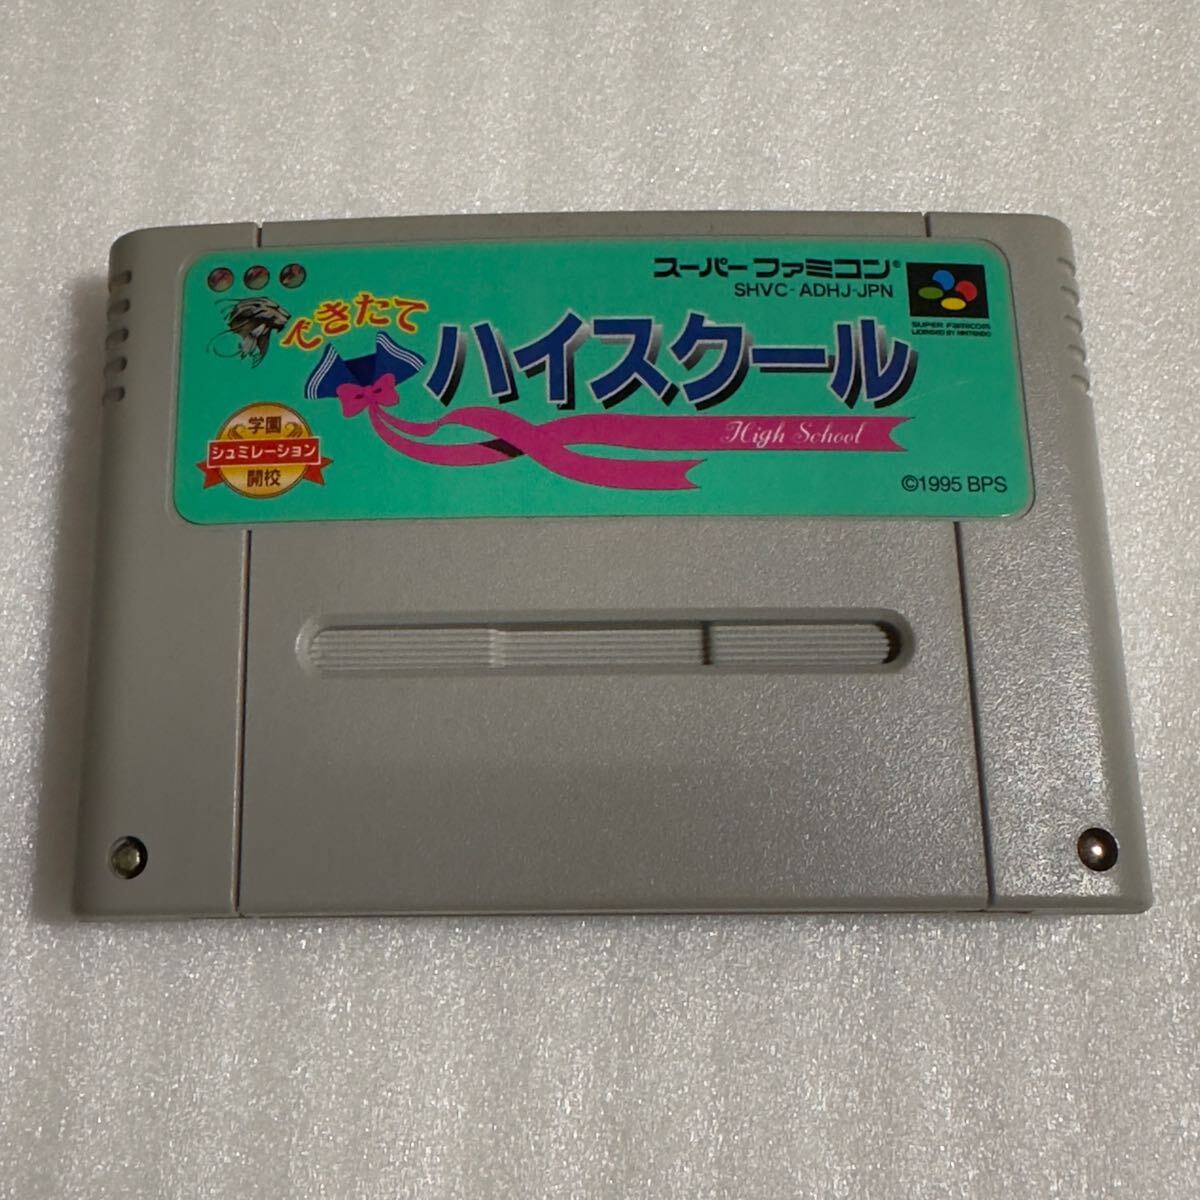 スーパーファミコン®
SHVC-ADHJ-JPN
SUPER FAMICOM
LICENSED BY NINTENDO
できたて
ハイスクール
High School
学園
シュミレーション
開校
©1995 BPS